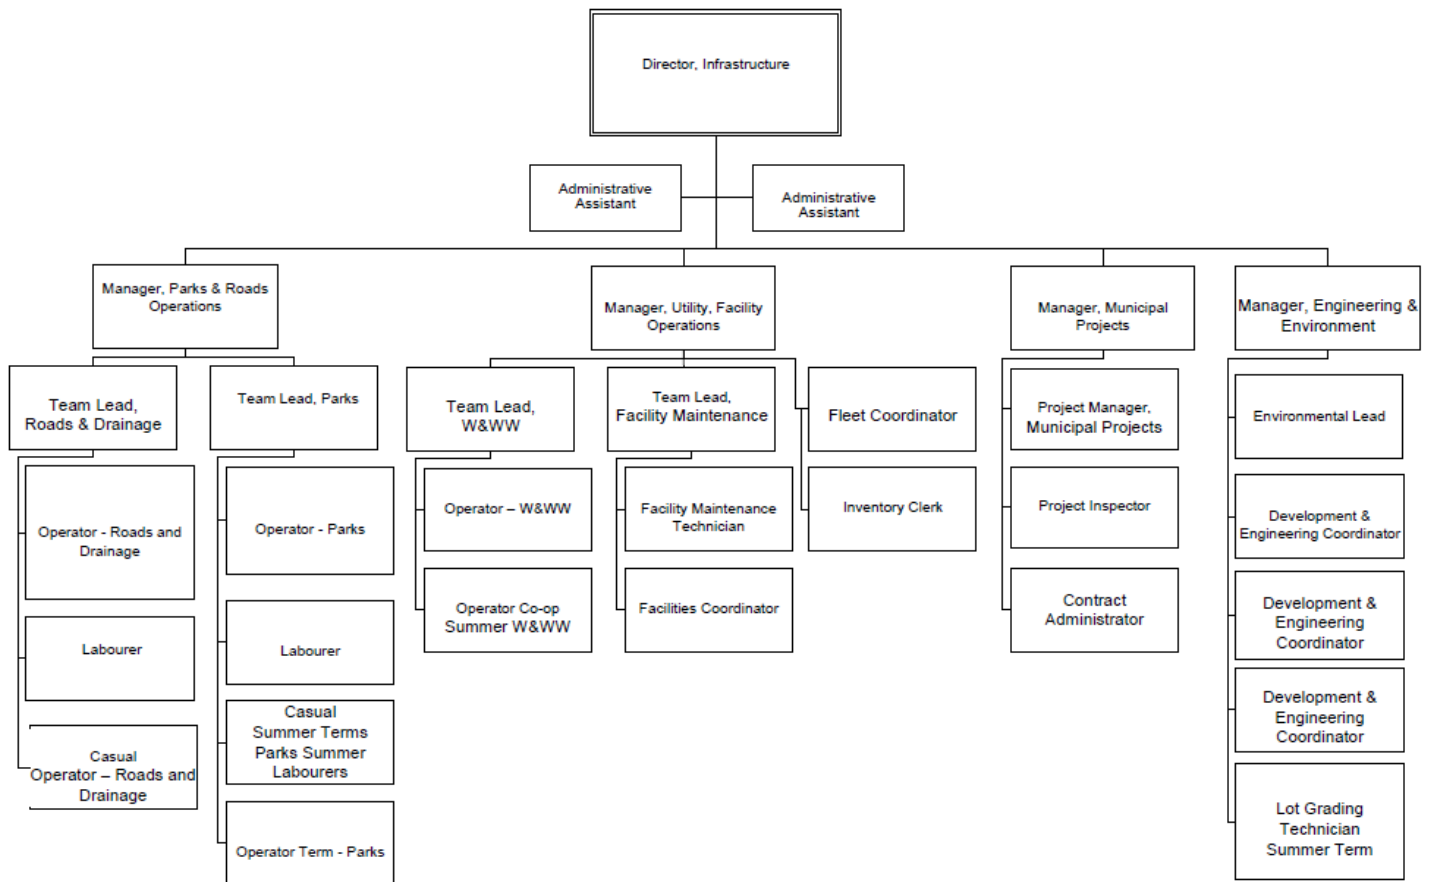 Director, Infrastructure
Administrative
Assistant
Administrative
Assistant
Manager, Parks & Roads
Operations
Manager, Utility, Facility
Operations
Manager, Municipal
Projects
Manager, Engineering &
Environment
Team Lead,
Roads & Drainage
Team Lead, Parks
Team Lead,
W&WW
Team Lead,
Facility Maintenance
Fleet Coordinator
Project Manager,
Municipal Projects
Environmental Lead
Operator - Roads and
Drainage
Operator - Parks
Operator – W&WW
Facility Maintenance
Technician
Inventory Clerk
Project Inspector
Development &
Engineering Coordinator
Labourer
Labourer
Operator Co-op
Summer W&WW
Facilities Coordinator
Contract
Administrator
Development &
Engineering
Coordinator
Casual
Operator – Roads and
Drainage
Casual
Summer Terms
Parks Summer
Labourers
Development &
Engineering
Coordinator
Operator Term - Parks
Lot Grading
Technician
Summer Term